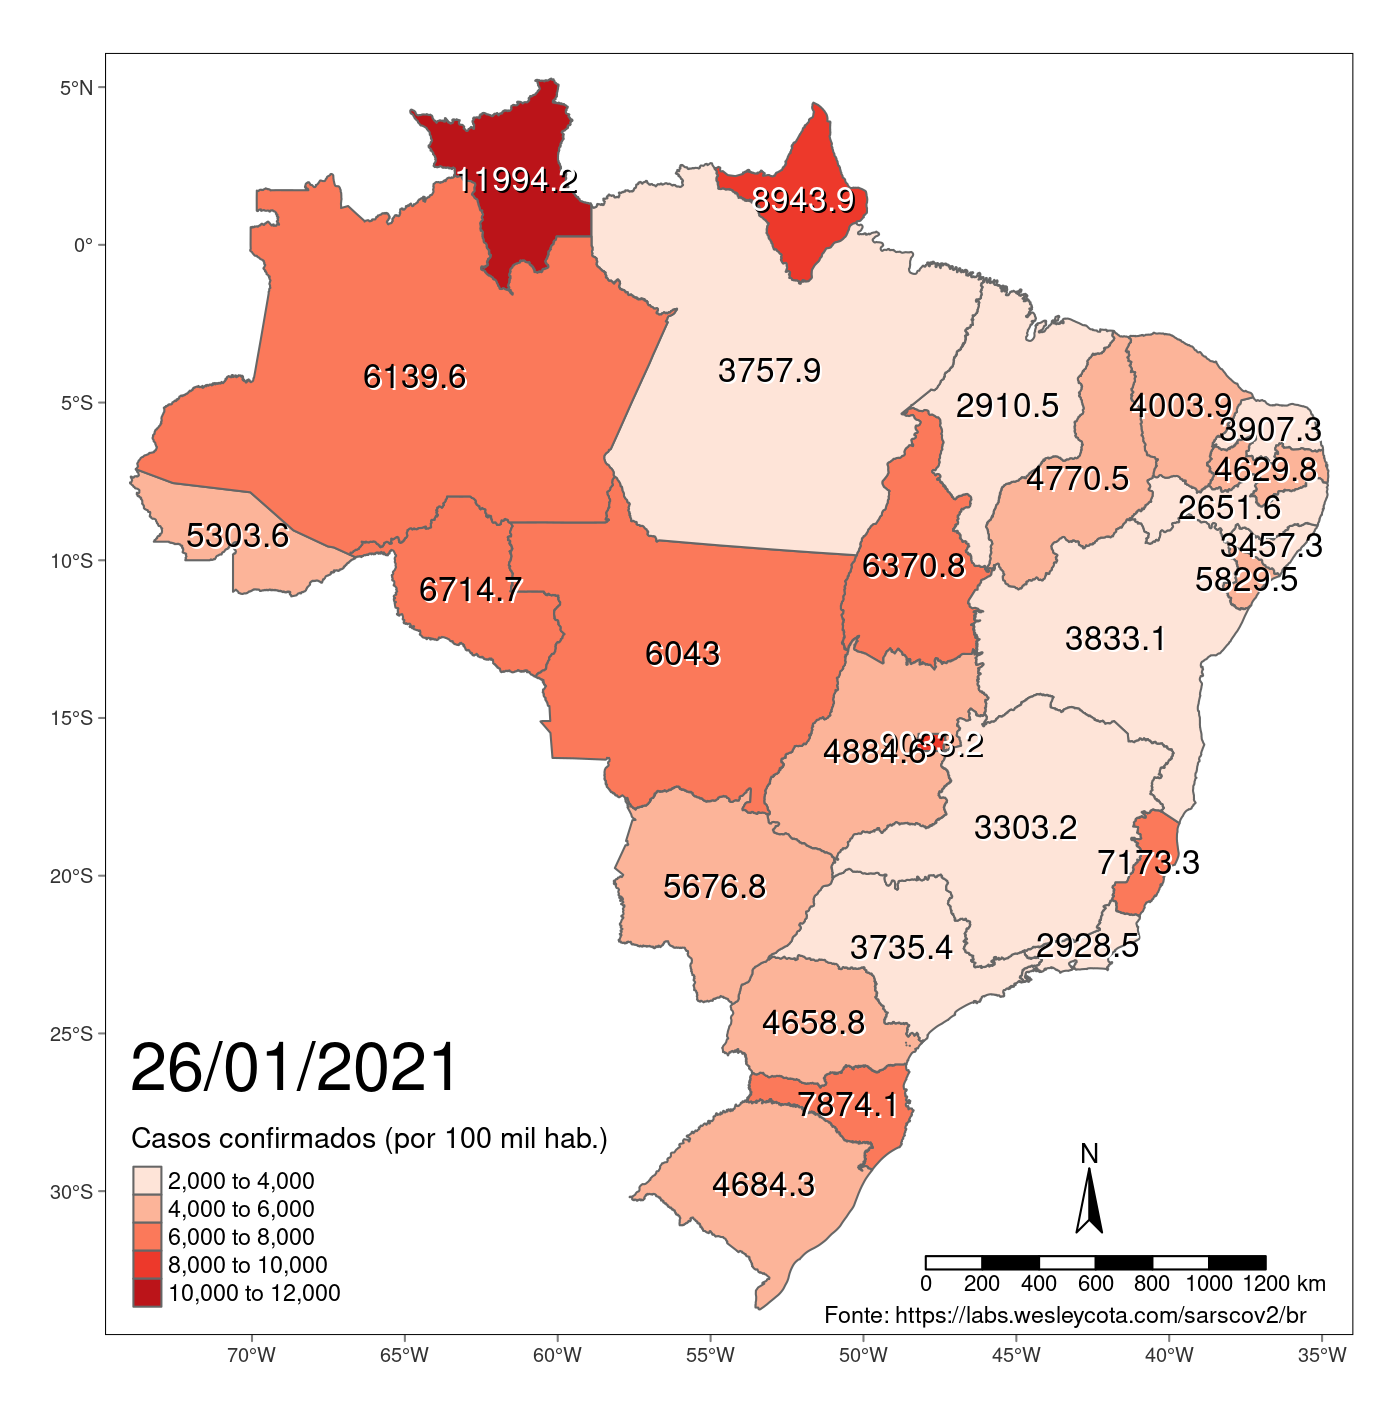 5°N
0°
5°S
10°S
15°S
20°S
25°S
30°S
11994.2
8943.9
6139.6
3757.9
2910.5
4003.9
3907.3
4770.5
4629.8
2651.6
5303.6
3457.3
6370.8
5829.5
6714.7
3833.1
6043
4884.6
3303.2
7173.3
5676.8
3735.4
2928.5
4658.8
7874.1
4684.3
26/01/2021
Casos confirmados (por 100 mil hab.)
2,000 to 4,000
4,000 to 6,000
6,000 to 8,000
8,000 to 10,000
10,000 to 12,000
N
0 200 400 600 800 1000 1200 km
Fonte: https://labs.wesleycota.com/sarscov2/br
70°W 65°W 60°W 55°W 50°W 45°W 40°W 35°W